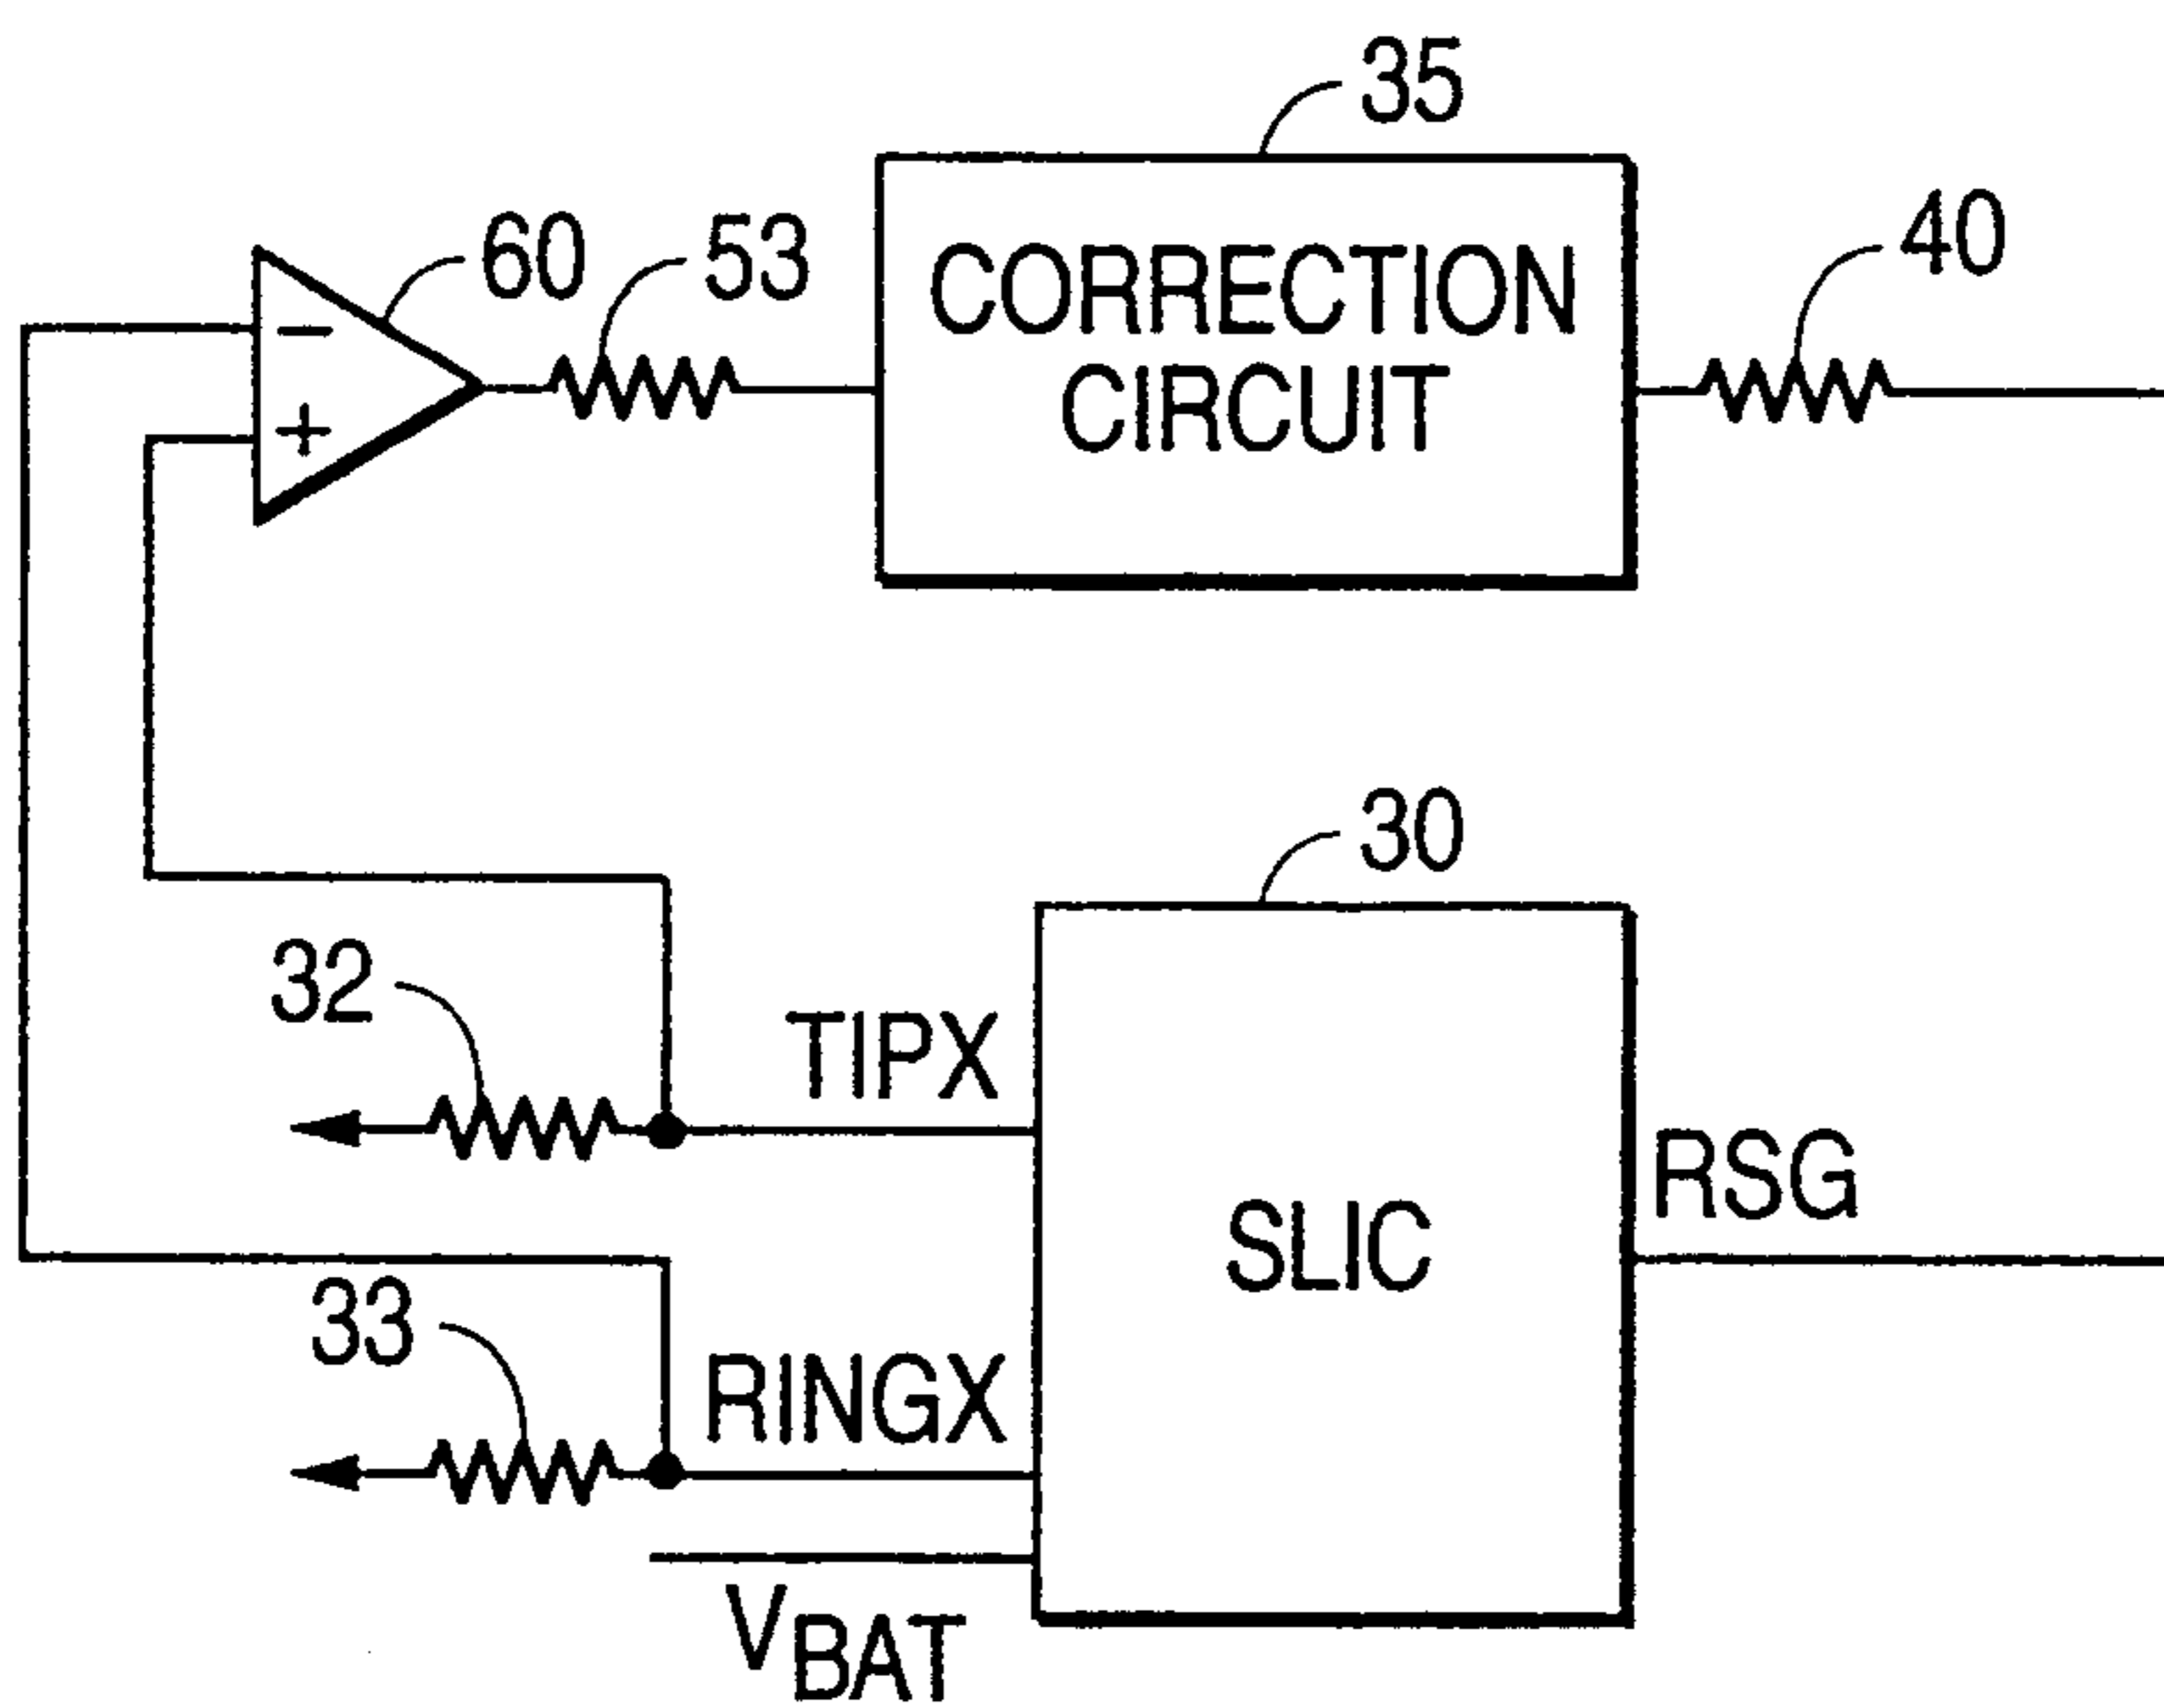 35
60
53
40
CORRECTION
CIRCUIT
−
+
30
32
TIPX
RSG
SLIC
33
RINGX
VBAT